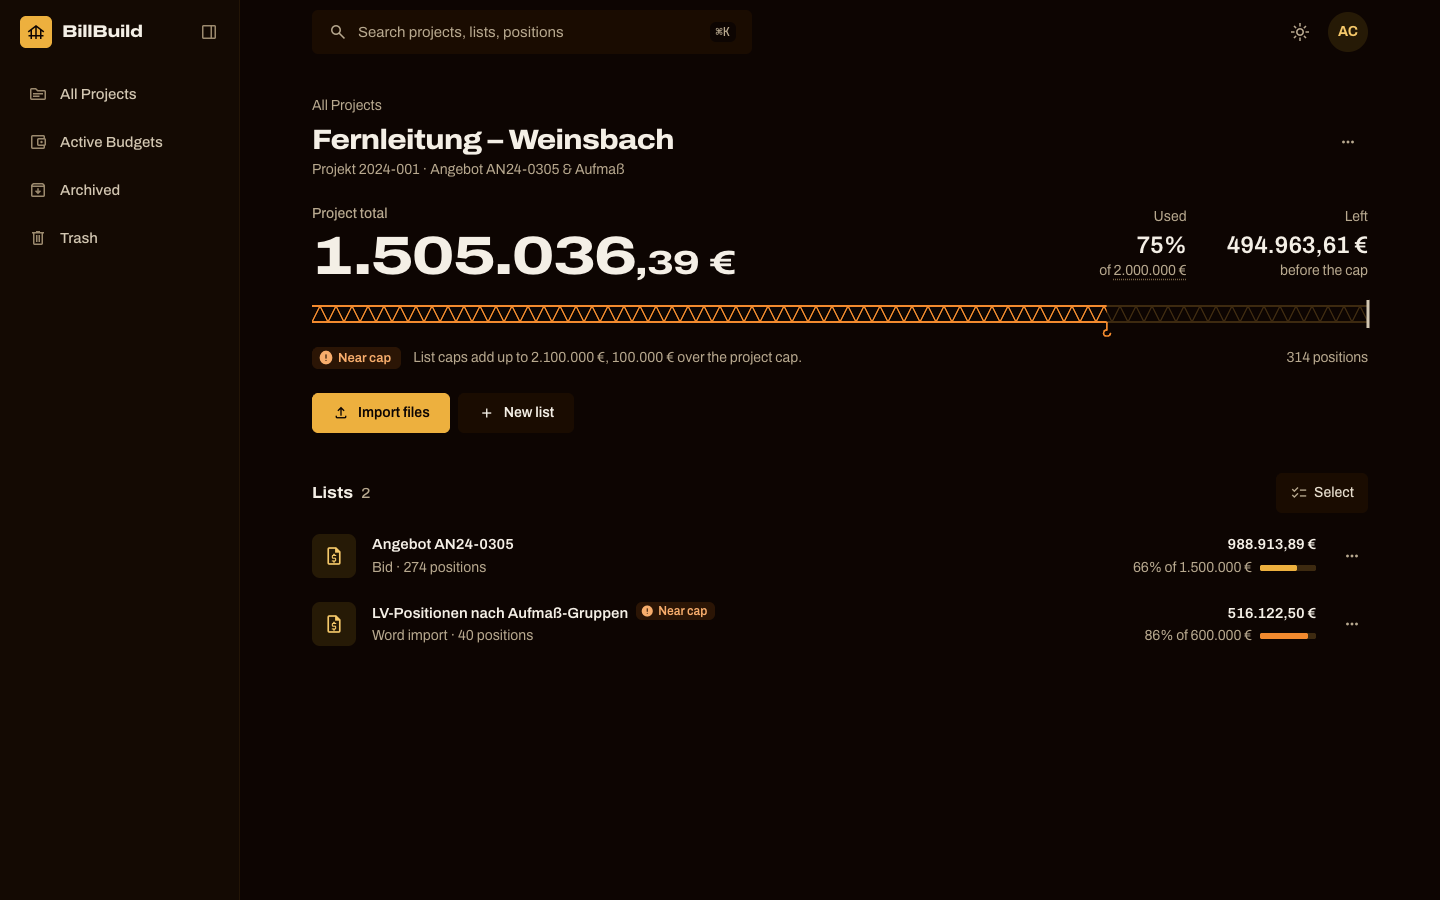 BillBuild
Search projects, lists, positions
⌘K
AC
All Projects
Active Budgets
Archived
Trash
All Projects
Fernleitung – Weinsbach
Projekt 2024-001 · Angebot AN24-0305 & Aufmaß
Project total
1.505.036,39 €
Used
75%
of 2.000.000 €
Left
494.963,61 €
before the cap
Near cap
List caps add up to 2.100.000 €, 100.000 € over the project cap.
314 positions
Import files
New list
Lists 2
Select
Angebot AN24-0305
Bid · 274 positions
988.913,89 €
66% of 1.500.000 €
LV-Positionen nach Aufmaß-Gruppen
Near cap
Word import · 40 positions
516.122,50 €
86% of 600.000 €